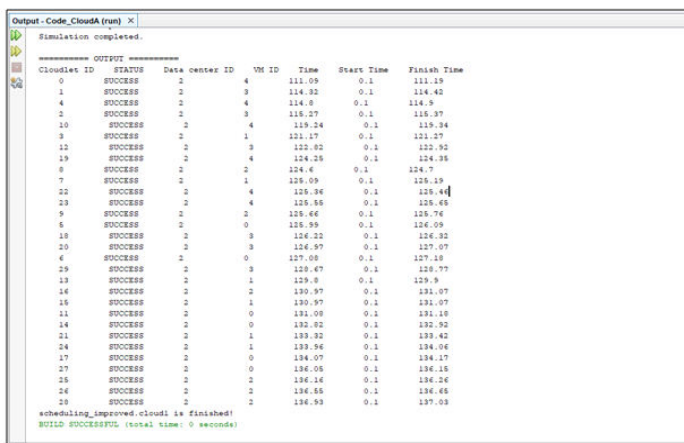 Output - Code_CloudA (run) ×
Simulation completed.
========== OUTPUT ==========
Cloudlet ID STATUS Data center ID VM ID Time Start Time Finish Time
0 SUCCESS 2 4 111.09 0.1 111.19
1 SUCCESS 2 3 114.32 0.1 114.42
4 SUCCESS 2 4 114.8 0.1 114.9
2 SUCCESS 2 3 115.27 0.1 115.37
10 SUCCESS 2 4 119.24 0.1 119.34
3 SUCCESS 2 1 121.17 0.1 121.27
12 SUCCESS 2 3 122.82 0.1 122.92
19 SUCCESS 2 4 124.25 0.1 124.35
8 SUCCESS 2 2 124.6 0.1 124.7
7 SUCCESS 2 1 125.09 0.1 125.19
22 SUCCESS 2 4 125.36 0.1 125.46
23 SUCCESS 2 4 125.55 0.1 125.65
9 SUCCESS 2 2 125.66 0.1 125.76
5 SUCCESS 2 0 125.99 0.1 126.09
18 SUCCESS 2 3 126.22 0.1 126.32
20 SUCCESS 2 3 126.97 0.1 127.07
6 SUCCESS 2 0 127.08 0.1 127.18
29 SUCCESS 2 3 128.67 0.1 128.77
13 SUCCESS 2 1 129.8 0.1 129.9
16 SUCCESS 2 2 130.97 0.1 131.07
15 SUCCESS 2 1 130.97 0.1 131.07
11 SUCCESS 2 0 131.08 0.1 131.18
14 SUCCESS 2 0 132.82 0.1 132.92
21 SUCCESS 2 1 133.32 0.1 133.42
24 SUCCESS 2 1 133.96 0.1 134.06
17 SUCCESS 2 0 134.07 0.1 134.17
27 SUCCESS 2 0 136.05 0.1 136.15
25 SUCCESS 2 2 136.16 0.1 136.26
26 SUCCESS 2 2 136.55 0.1 136.65
28 SUCCESS 2 2 136.93 0.1 137.03
scheduling_improved.cloud1 is finished!
BUILD SUCCESSFUL (total time: 0 seconds)